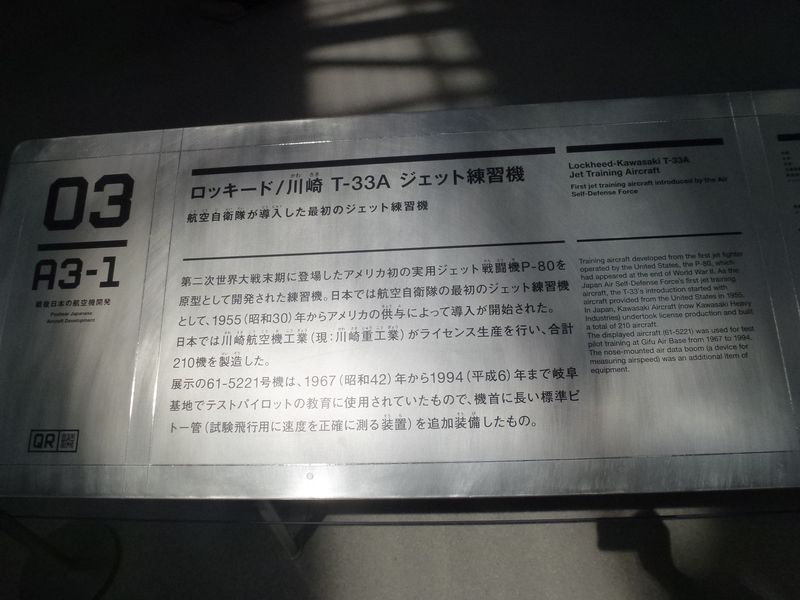 03
A3-1
戦後日本の航空機開発
Postwar Japanese
Aircraft Development
QR
ロッキード/川崎 T-33A ジェット練習機
航空自衛隊が導入した最初のジェット練習機
第二次世界大戦末期に登場したアメリカ初の実用ジェット戦闘機P-80を
原型として開発された練習機。日本では航空自衛隊の最初のジェット練習機
として、1955(昭和30)年からアメリカの供与によって導入が開始された。
日本では川崎航空機工業(現:川崎重工業)がライセンス生産を行い、合計
210機を製造した。
展示の61-5221号機は、1967(昭和42)年から1994(平成6)年まで岐阜
基地でテストパイロットの教育に使用されていたもので、機首に長い標準ピ
トー管(試験飛行用に速度を正確に測る装置)を追加装備したもの。
Lockheed-Kawasaki T-33A
Jet Training Aircraft
First jet training aircraft introduced by the Air
Self-Defense Force
Training aircraft developed from the first jet fighter
operated by the United States, the P-80, which
had appeared at the end of World War II. As the
Japan Air Self-Defense Force's first jet training
aircraft, the T-33's introduction started with
aircraft provided from the United States in 1955.
In Japan, Kawasaki Aircraft (now Kawasaki Heavy
Industries) undertook license production and built
a total of 210 aircraft.
The displayed aircraft (61-5221) was used for test
pilot training at Gifu Air Base from 1967 to 1994.
The nose-mounted air data boom (a device for
measuring airspeed) was an additional item of
equipment.